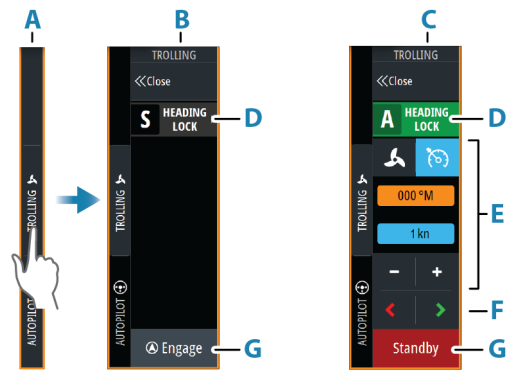 A
B
C
TROLLING
AUTOPILOT
TROLLING
Close
S HEADING
LOCK
D
TROLLING
AUTOPILOT
Engage
G
TROLLING
Close
A HEADING
LOCK
D
TROLLING
000 °M
1 kn
E
- +
AUTOPILOT
F
Standby
G